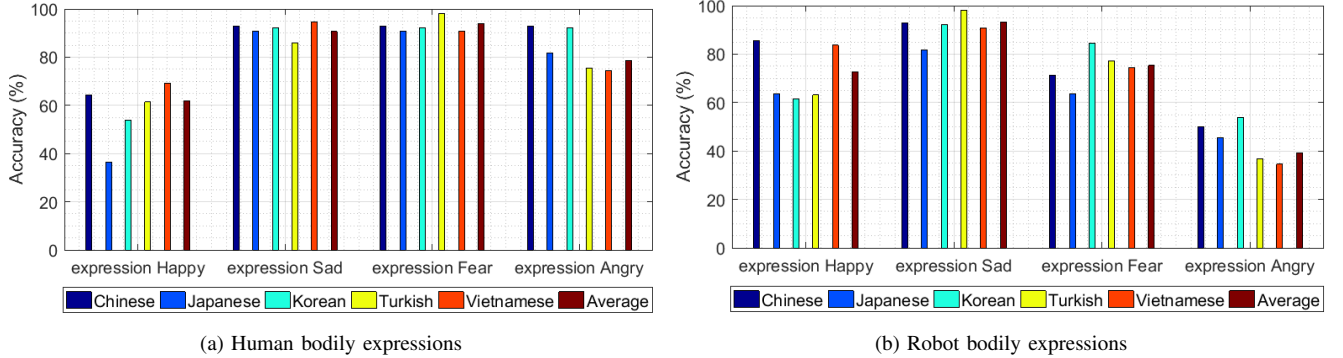 100
80
60
40
20
0
Accuracy (%)
expression Happy expression Sad expression Fear expression Angry
Chinese Japanese Korean Turkish Vietnamese Average
(a) Human bodily expressions
100
80
60
40
20
0
Accuracy (%)
expression Happy expression Sad expression Fear expression Angry
Chinese Japanese Korean Turkish Vietnamese Average
(b) Robot bodily expressions